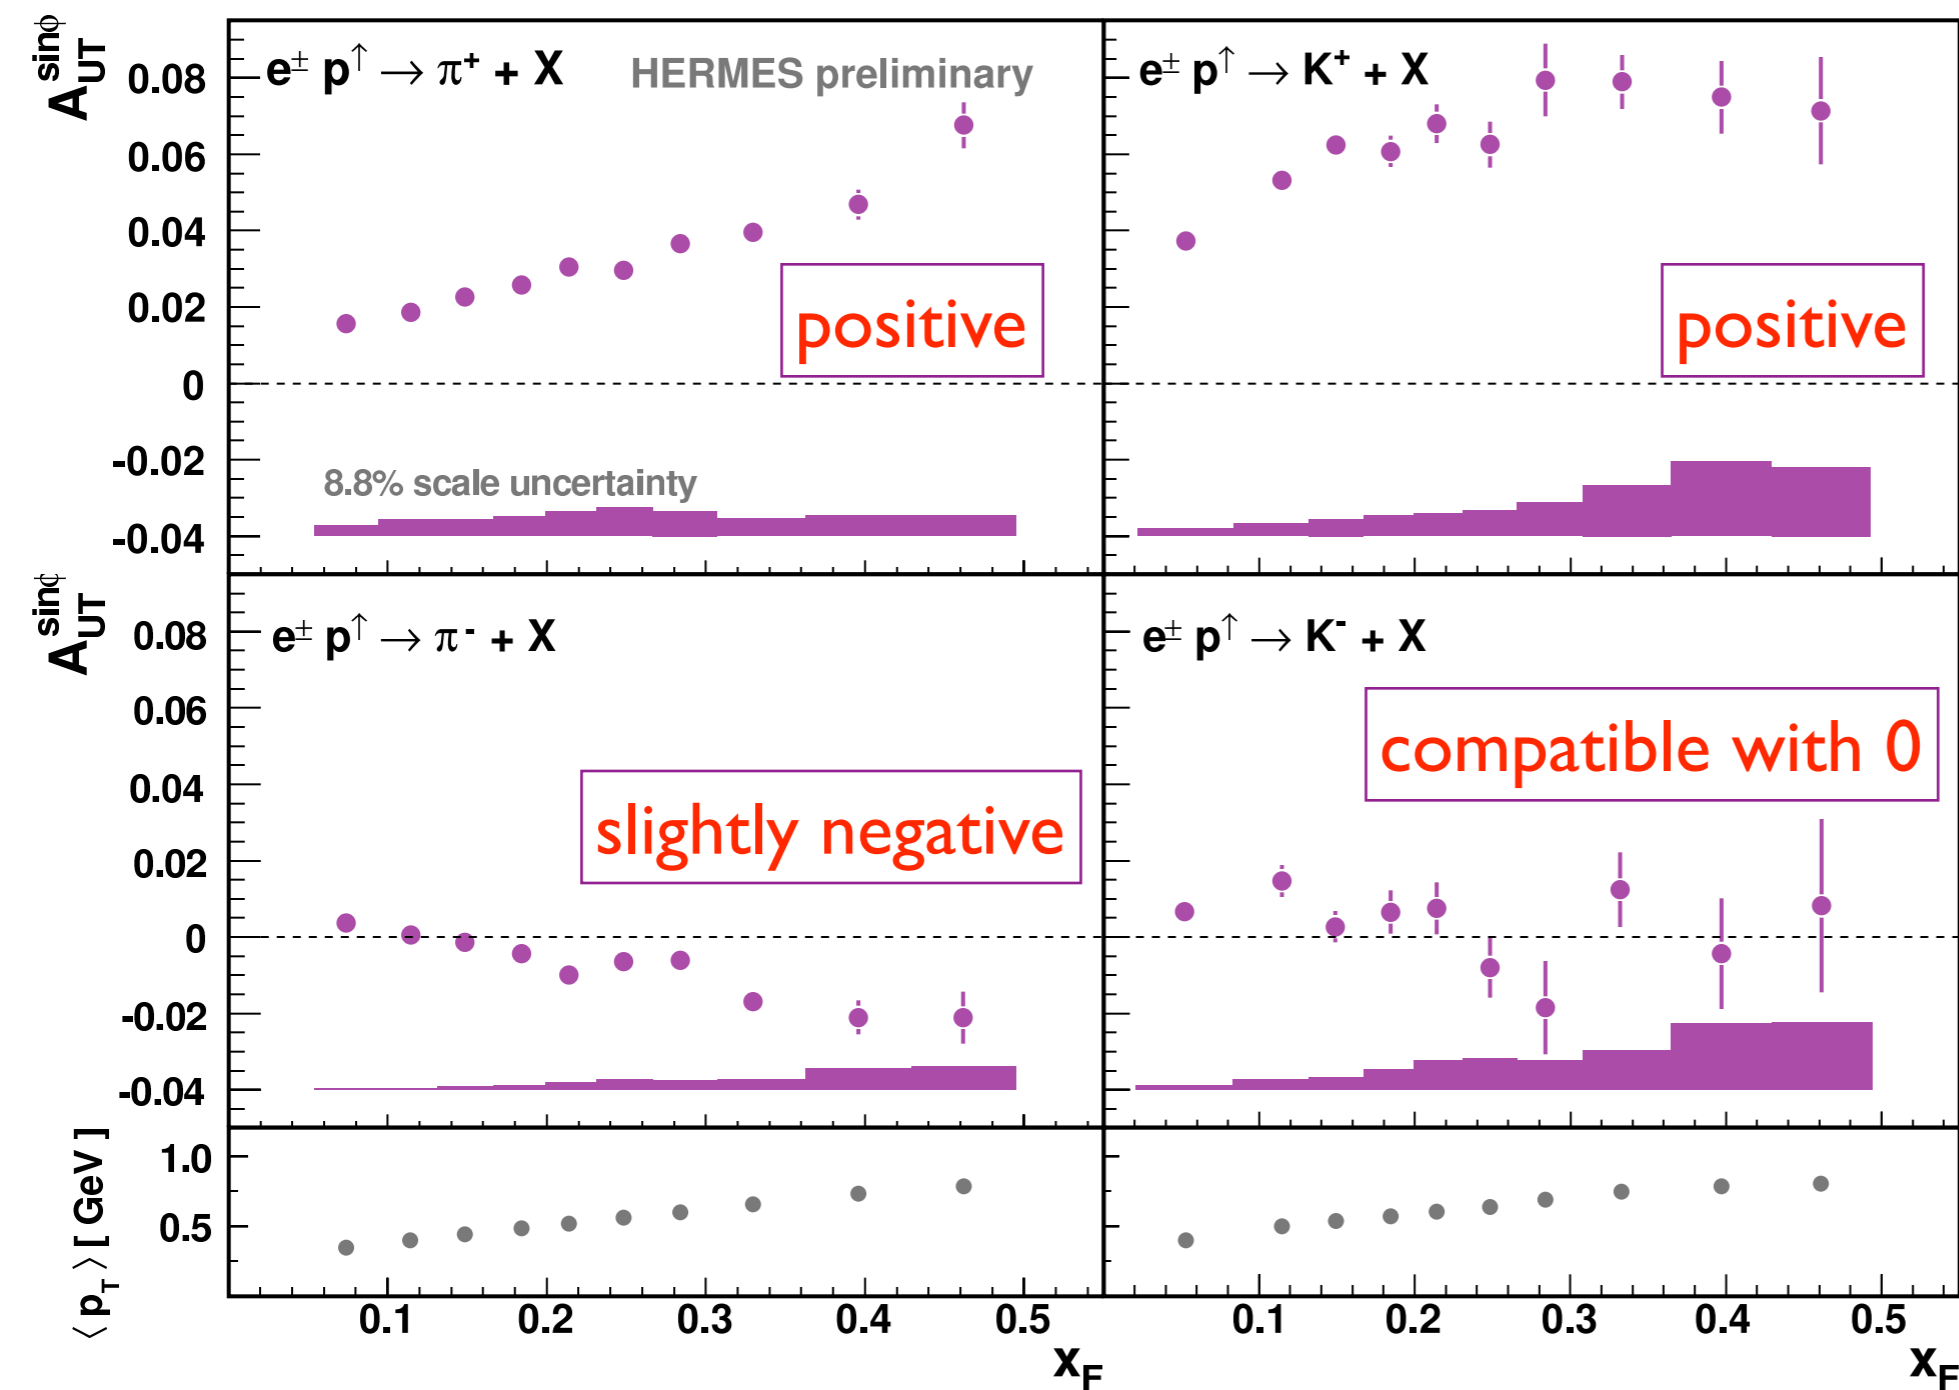 A_UT^sinϕ
e± p↑ → π+ + X
HERMES preliminary
e± p↑ → K+ + X
0.08
0.06
0.04
0.02
0
-0.02
-0.04
positive
positive
8.8% scale uncertainty
A_UT^sinϕ
e± p↑ → π- + X
e± p↑ → K- + X
0.08
0.06
0.04
0.02
0
-0.02
-0.04
slightly negative
compatible with 0
⟨p_T⟩ [GeV]
1.0
0.5
0.1 0.2 0.3 0.4 0.5
x_F
0.1 0.2 0.3 0.4 0.5
x_F